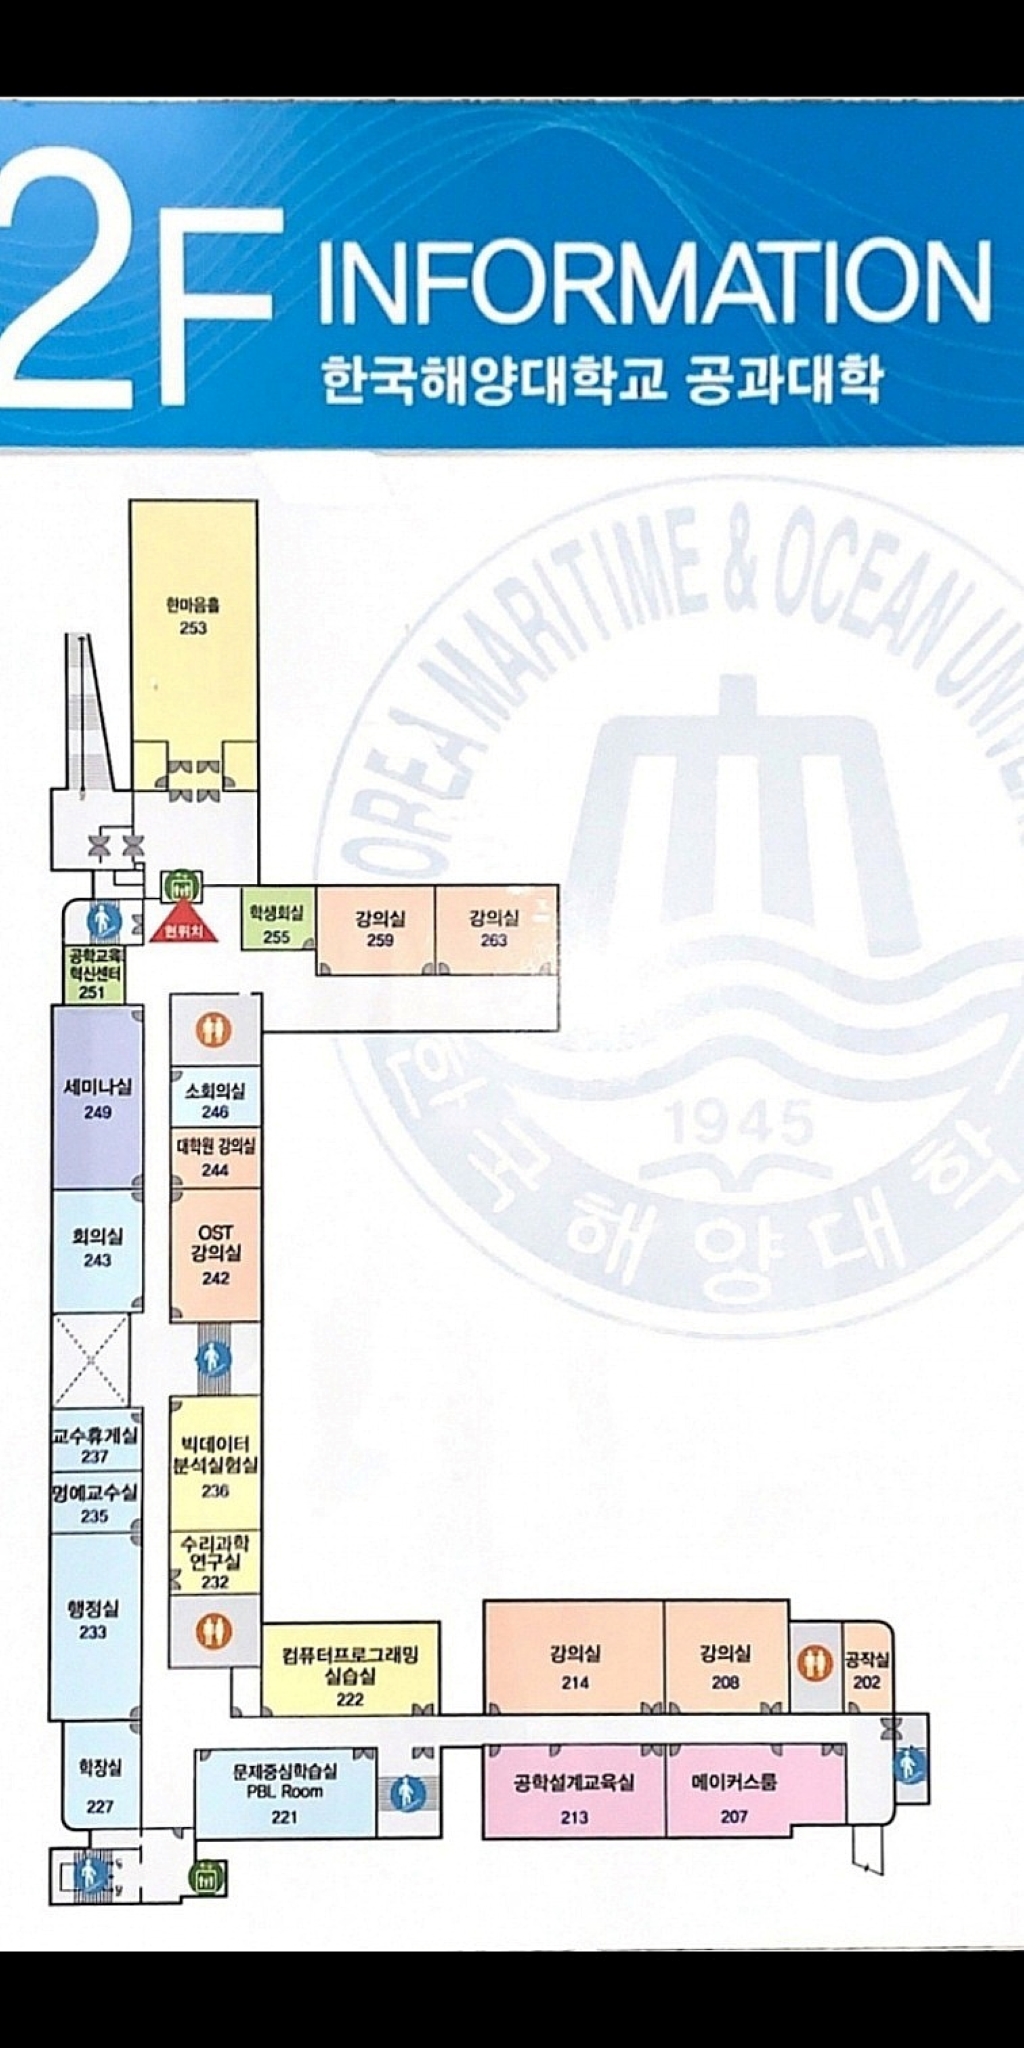 2F INFORMATION
한국해양대학교 공과대학
한마음홀
253
현위치
학생회실
255
강의실
259
강의실
263
공학교육
혁신센터
251
세미나실
249
소회의실
246
대학원 강의실
244
회의실
243
OST
강의실
242
교수휴게실
237
명예교수실
235
빅데이터
분석실험실
236
수리과학
연구실
232
행정실
233
컴퓨터프로그래밍
실습실
222
강의실
214
강의실
208
공작실
202
학장실
227
문제중심학습실
PBL Room
221
공학설계교육실
213
메이커스룸
207
KOREA MARITIME & OCEAN UNIVE
1945
한국해양대학